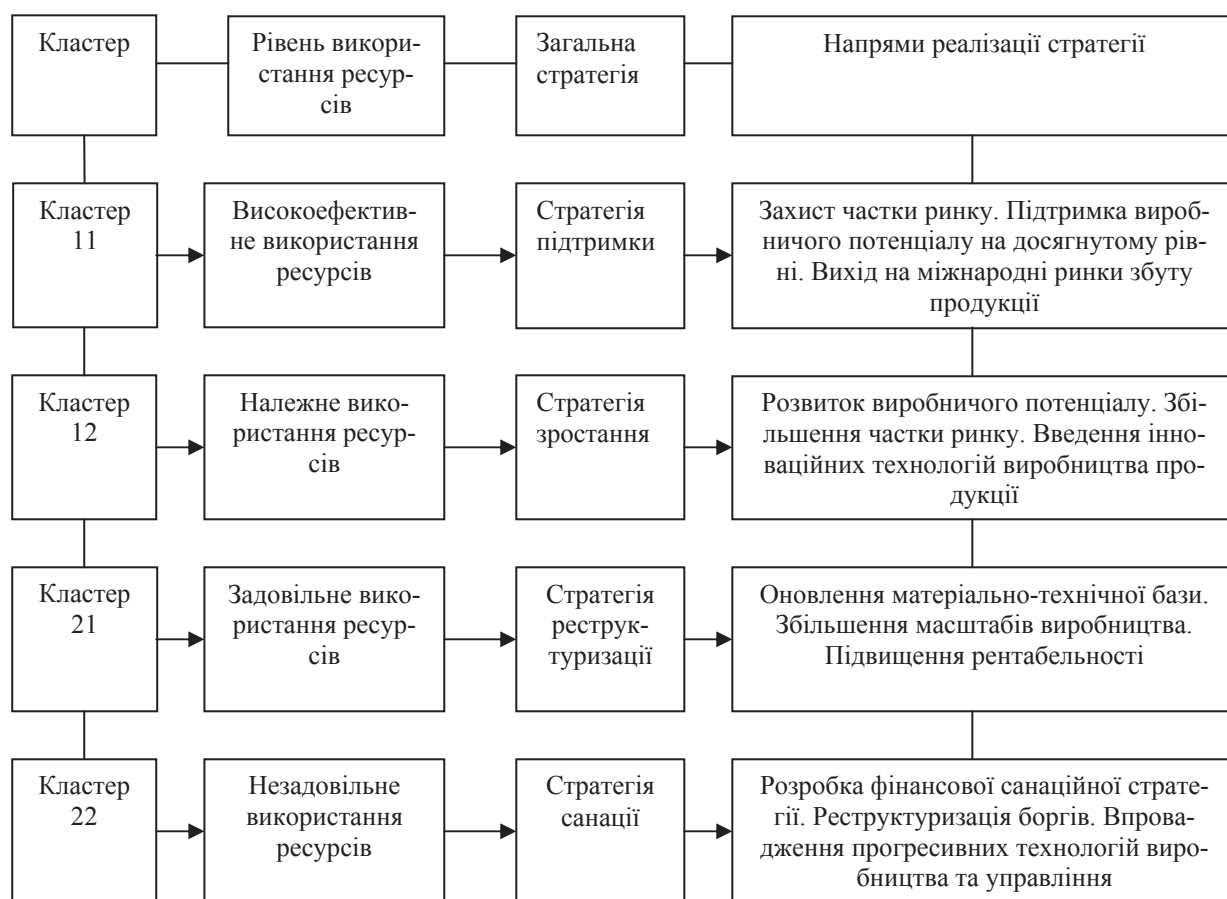 Кластер
Рівень викори-
стання ресур-
сів
Загальна
стратегія
Напрями реалізації стратегії
Кластер
11
Високоефектив-
не використання
ресурсів
Стратегія
підтримки
Захист частки ринку. Підтримка вироб-
ничого потенціалу на досягнутому рів-
ні. Вихід на міжнародні ринки збуту
продукції
Кластер
12
Належне вико-
ристання ресур-
сів
Стратегія
зростання
Розвиток виробничого потенціалу. Збі-
льшення частки ринку. Введення інно-
ваційних технологій виробництва про-
дукції
Кластер
21
Задовільне вико-
ристання ресур-
сів
Стратегія
реструк-
туризації
Оновлення матеріально-технічної бази.
Збільшення масштабів виробництва.
Підвищення рентабельності
Кластер
22
Незадовільне
використання
ресурсів
Стратегія
санації
Розробка фінансової санаційної страте-
гії. Реструктуризація боргів. Впрова-
дження прогресивних технологій виро-
бництва та управління